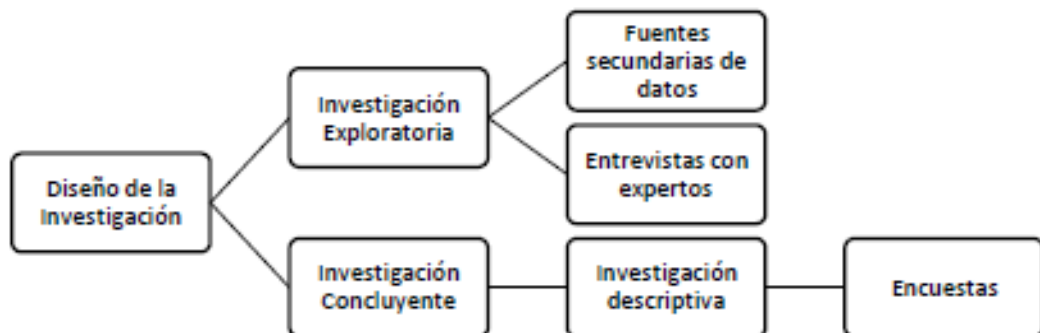 Fuentes
secundarias de
datos
Investigación
Exploratoria
Entrevistas con
expertos
Diseño de la
Investigación
Investigación
Concluyente
Investigación
descriptiva
Encuestas